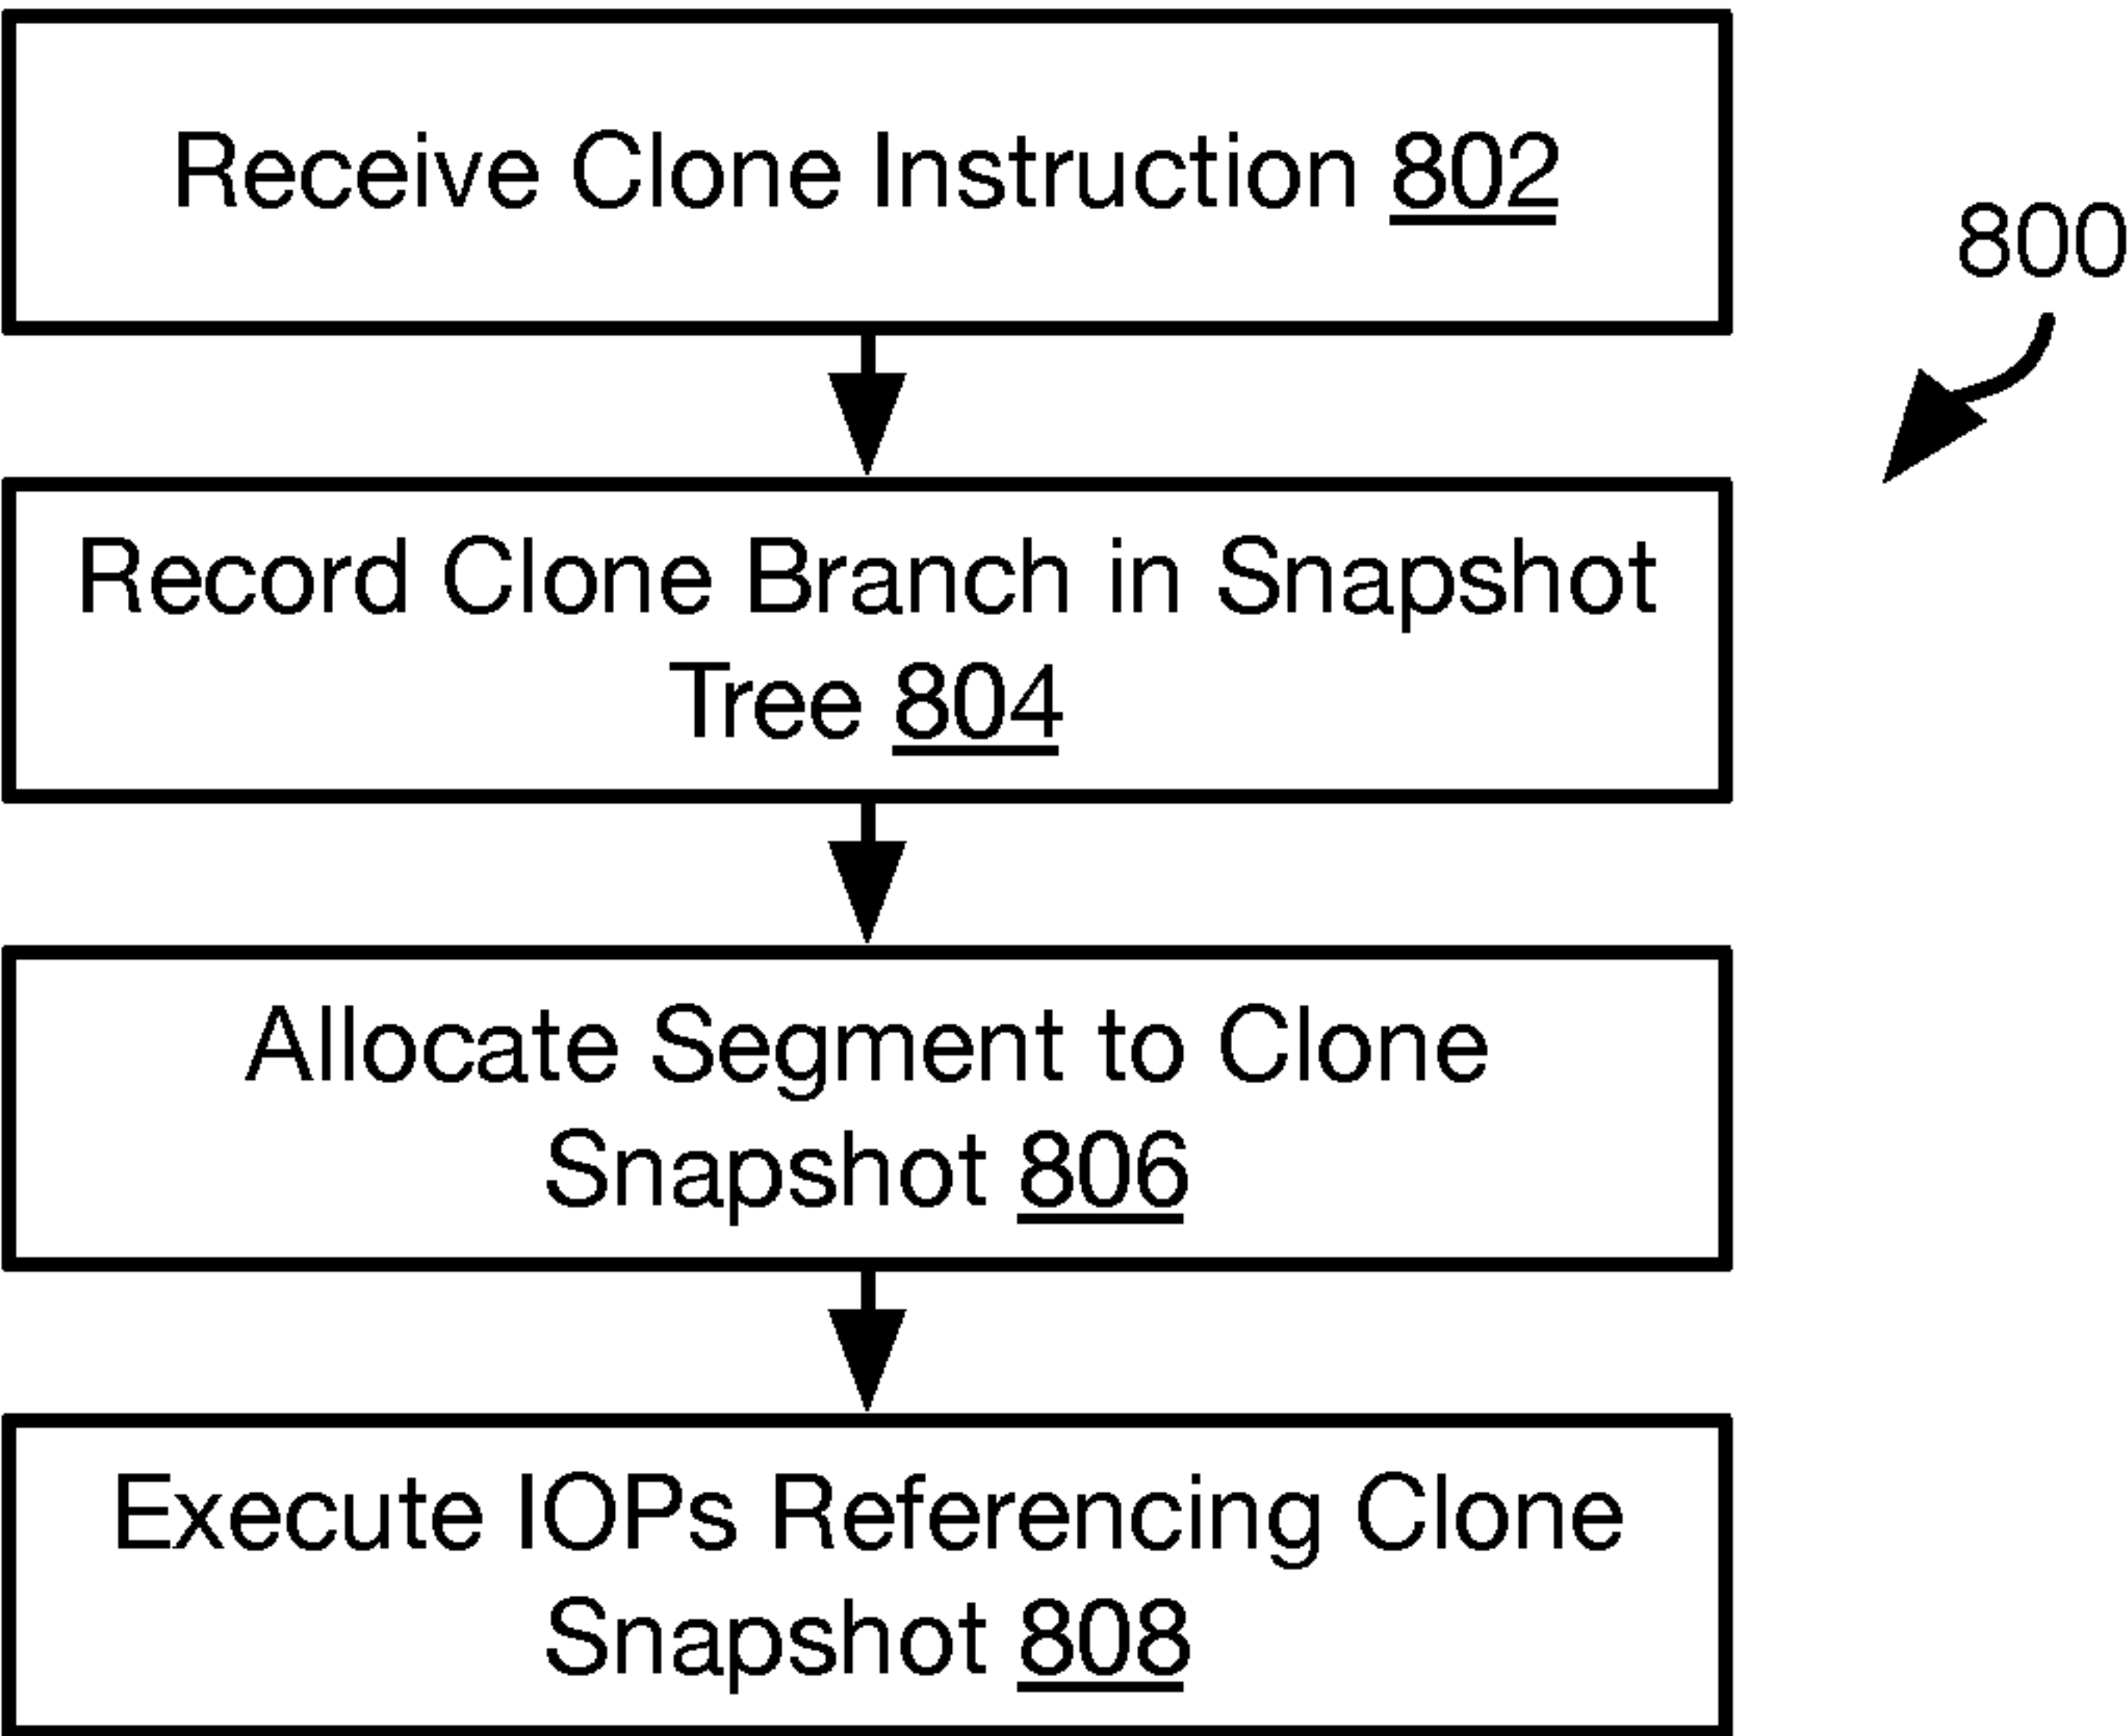 Receive Clone Instruction 802
800
Record Clone Branch in Snapshot
Tree 804
Allocate Segment to Clone
Snapshot 806
Execute IOPs Referencing Clone
Snapshot 808